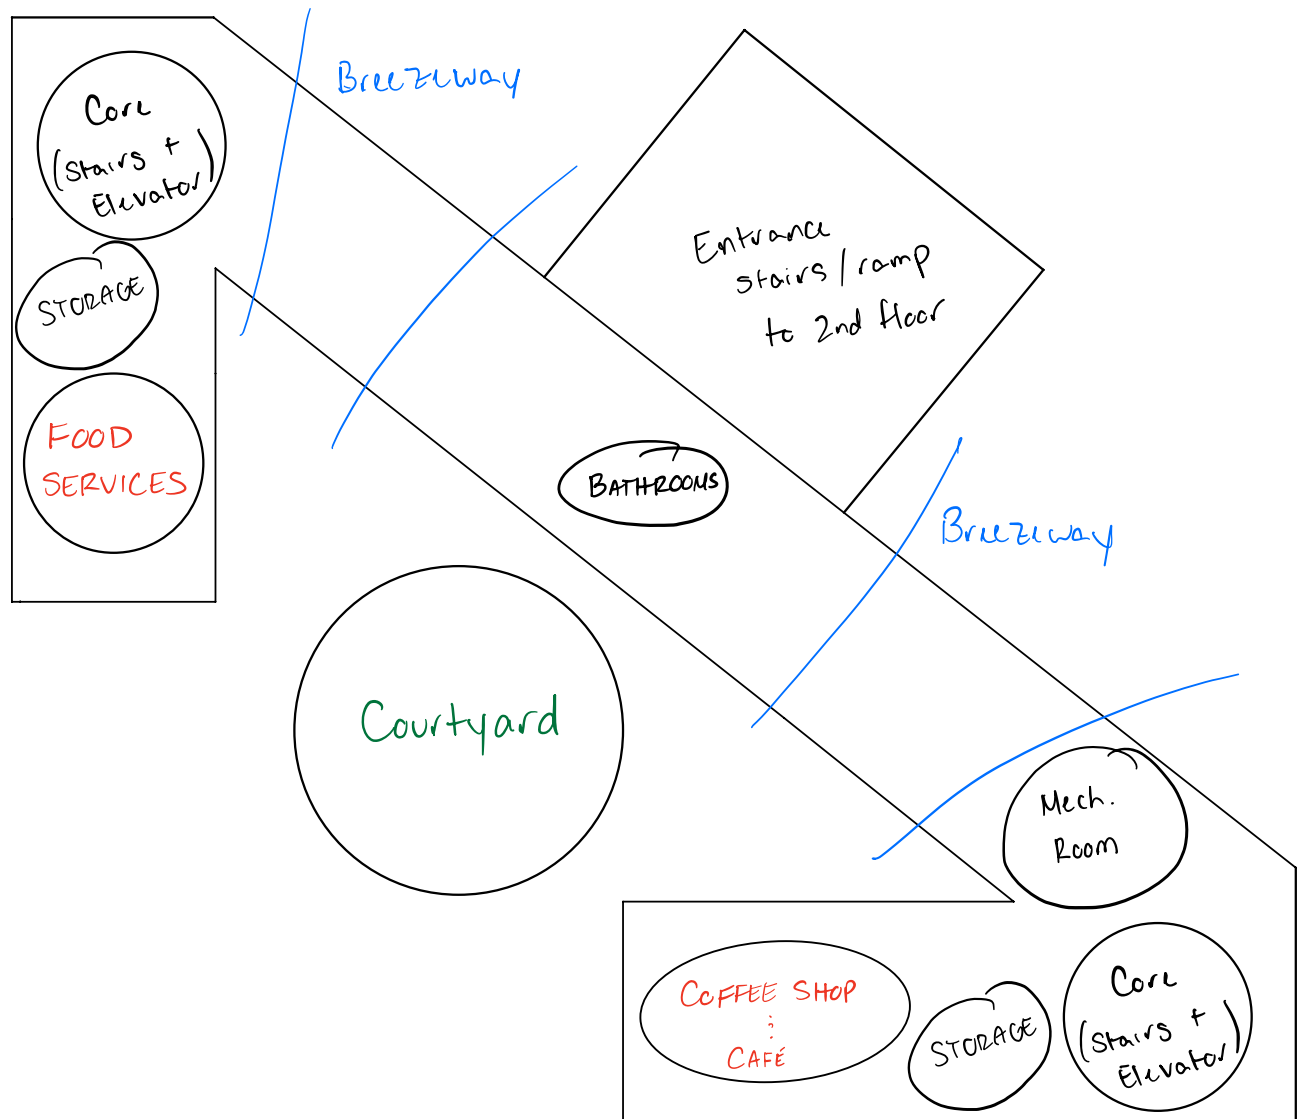 Breezeway
Core
(Stairs +
Elevator)
Entrance
stairs/ramp
to 2nd floor
STORAGE
FOOD
SERVICES
BATHROOMS
Breezeway
Courtyard
Mech.
Room
COFFEE SHOP
;
CAFÉ
STORAGE
Core
(Stairs +
Elevator)